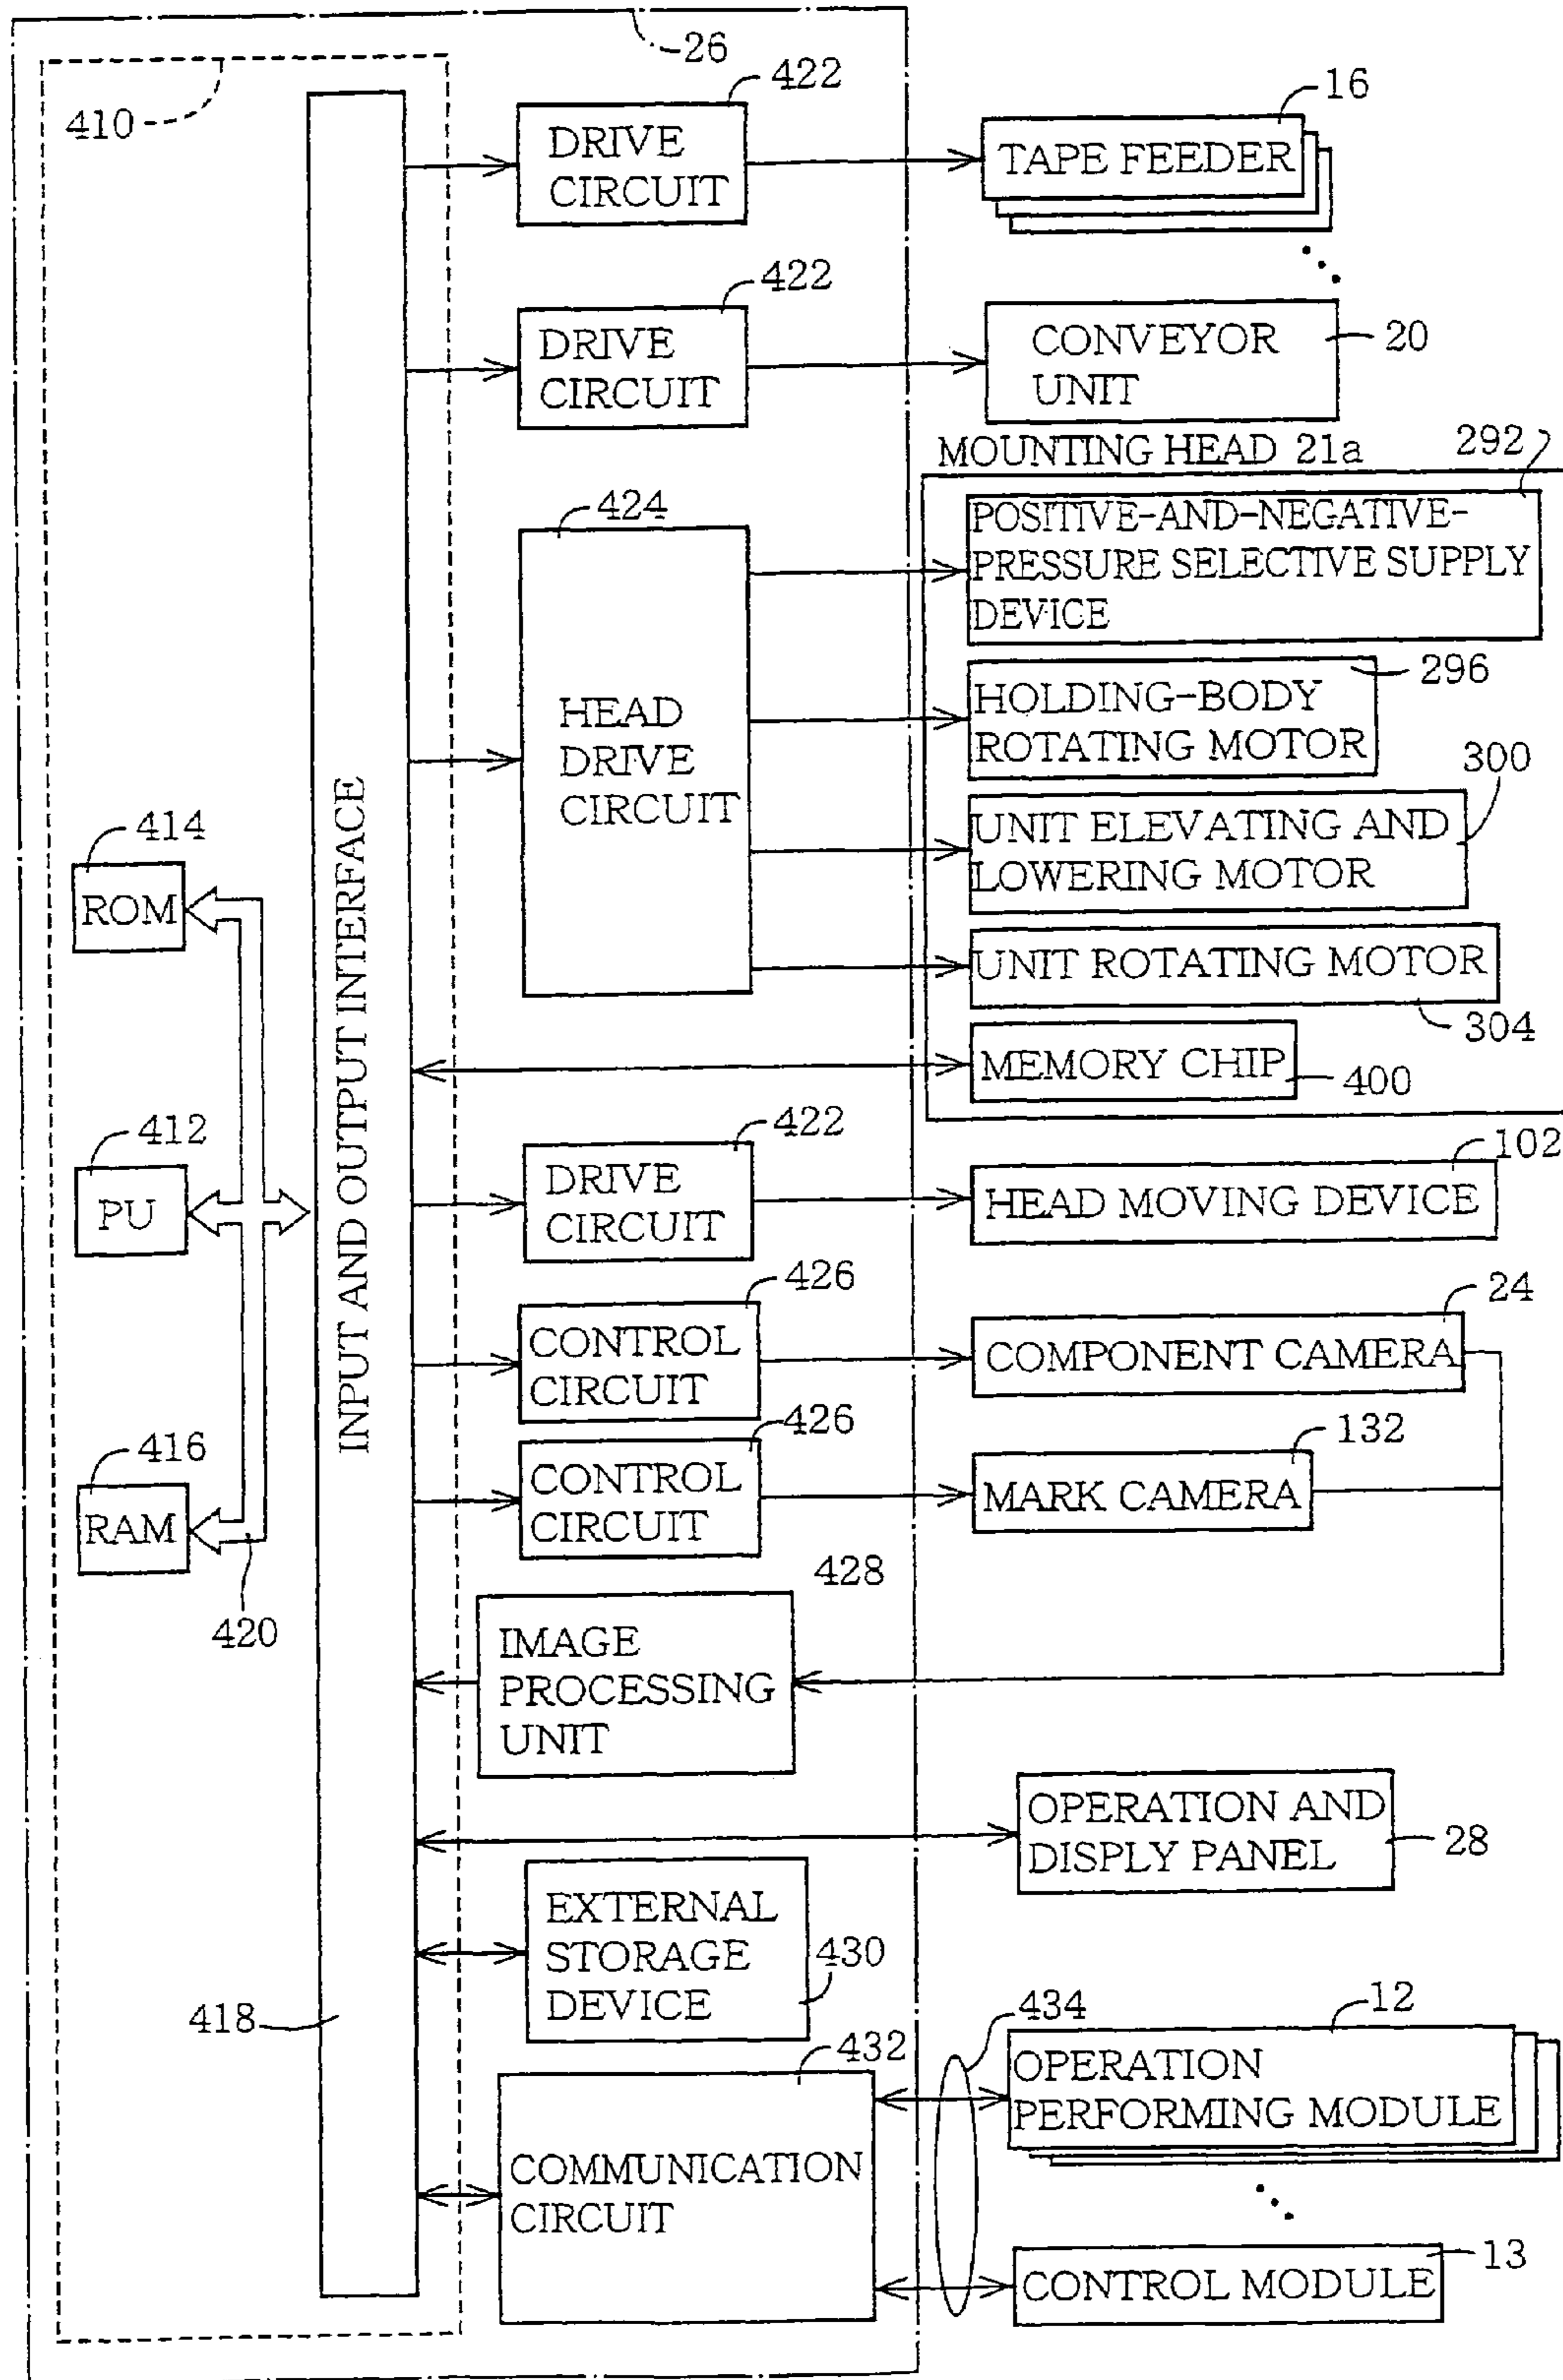 26
410
422
DRIVE
CIRCUIT
16
TAPE FEEDER
422
DRIVE
CIRCUIT
CONVEYOR
UNIT
20
MOUNTING HEAD 21a
292
424
HEAD
DRIVE
CIRCUIT
POSITIVE-AND-NEGATIVE-
PRESSURE SELECTIVE SUPPLY
DEVICE
296
HOLDING-BODY
ROTATING MOTOR
300
UNIT ELEVATING AND
LOWERING MOTOR
UNIT ROTATING MOTOR
304
MEMORY CHIP
400
INPUT AND OUTPUT INTERFACE
414
ROM
412
PU
416
RAM
420
422
DRIVE
CIRCUIT
102
HEAD MOVING DEVICE
426
CONTROL
CIRCUIT
24
COMPONENT CAMERA
426
CONTROL
CIRCUIT
132
MARK CAMERA
428
IMAGE
PROCESSING
UNIT
OPERATION AND
DISPLY PANEL
28
EXTERNAL
STORAGE
DEVICE
430
418
432
COMMUNICATION
CIRCUIT
434
12
OPERATION
PERFORMING MODULE
13
CONTROL MODULE